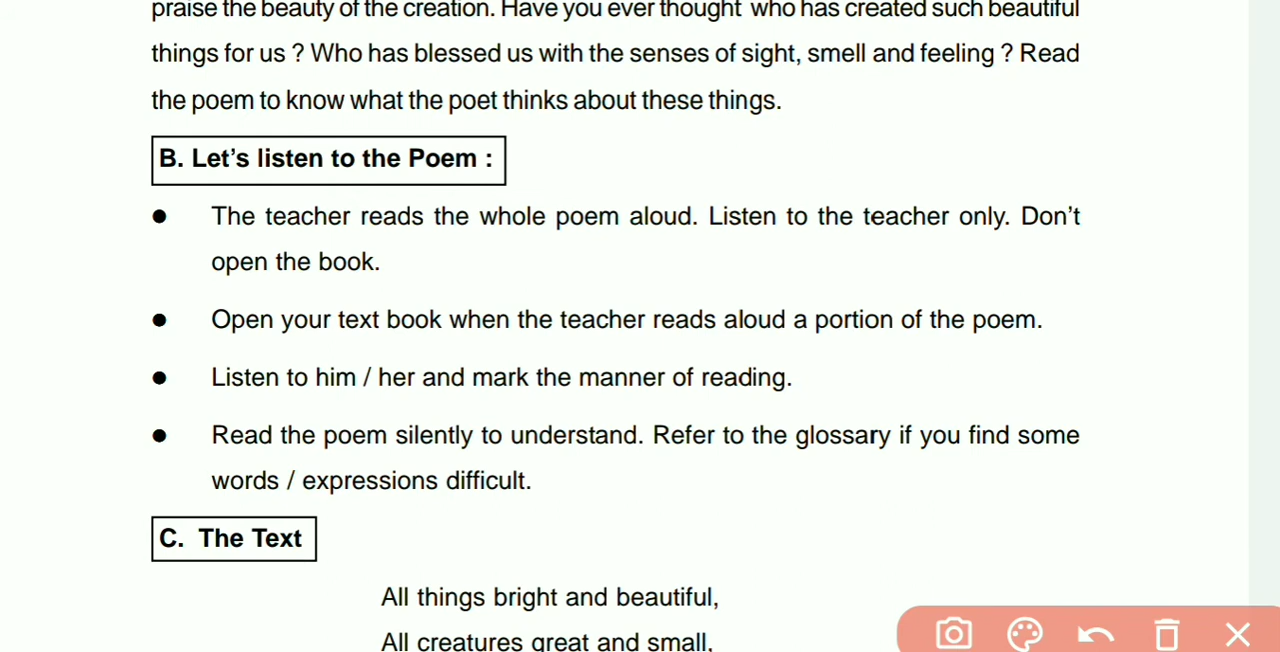 praise the beauty of the creation. Have you ever thought who has created such beautiful
things for us ? Who has blessed us with the senses of sight, smell and feeling ? Read
the poem to know what the poet thinks about these things.
B. Let's listen to the Poem :
● The teacher reads the whole poem aloud. Listen to the teacher only. Don't
open the book.
● Open your text book when the teacher reads aloud a portion of the poem.
● Listen to him / her and mark the manner of reading.
● Read the poem silently to understand. Refer to the glossary if you find some
words / expressions difficult.
C. The Text
All things bright and beautiful,
All creatures great and small,